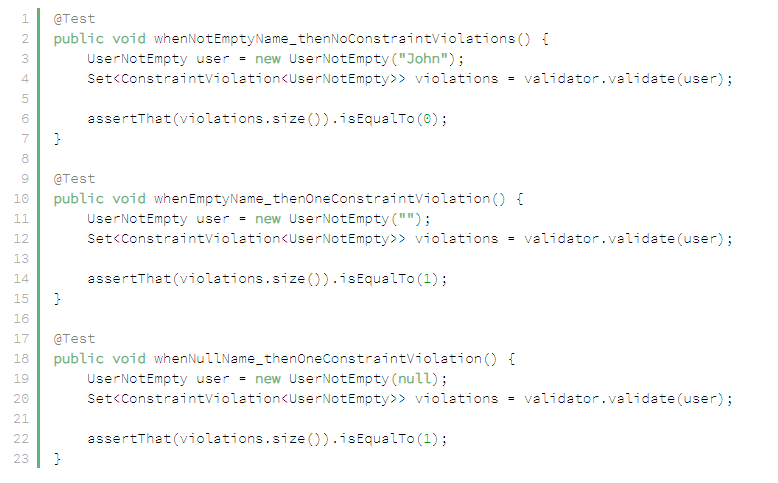 1 @Test
2 public void whenNotEmptyName_thenNoConstraintViolations() {
3     UserNotEmpty user = new UserNotEmpty("John");
4     Set<ConstraintViolation<UserNotEmpty>> violations = validator.validate(user);
5
6     assertThat(violations.size()).isEqualTo(0);
7 }
8
9 @Test
10 public void whenEmptyName_thenOneConstraintViolation() {
11     UserNotEmpty user = new UserNotEmpty("");
12     Set<ConstraintViolation<UserNotEmpty>> violations = validator.validate(user);
13
14     assertThat(violations.size()).isEqualTo(1);
15 }
16
17 @Test
18 public void whenNullName_thenOneConstraintViolation() {
19     UserNotEmpty user = new UserNotEmpty(null);
20     Set<ConstraintViolation<UserNotEmpty>> violations = validator.validate(user);
21
22     assertThat(violations.size()).isEqualTo(1);
23 }